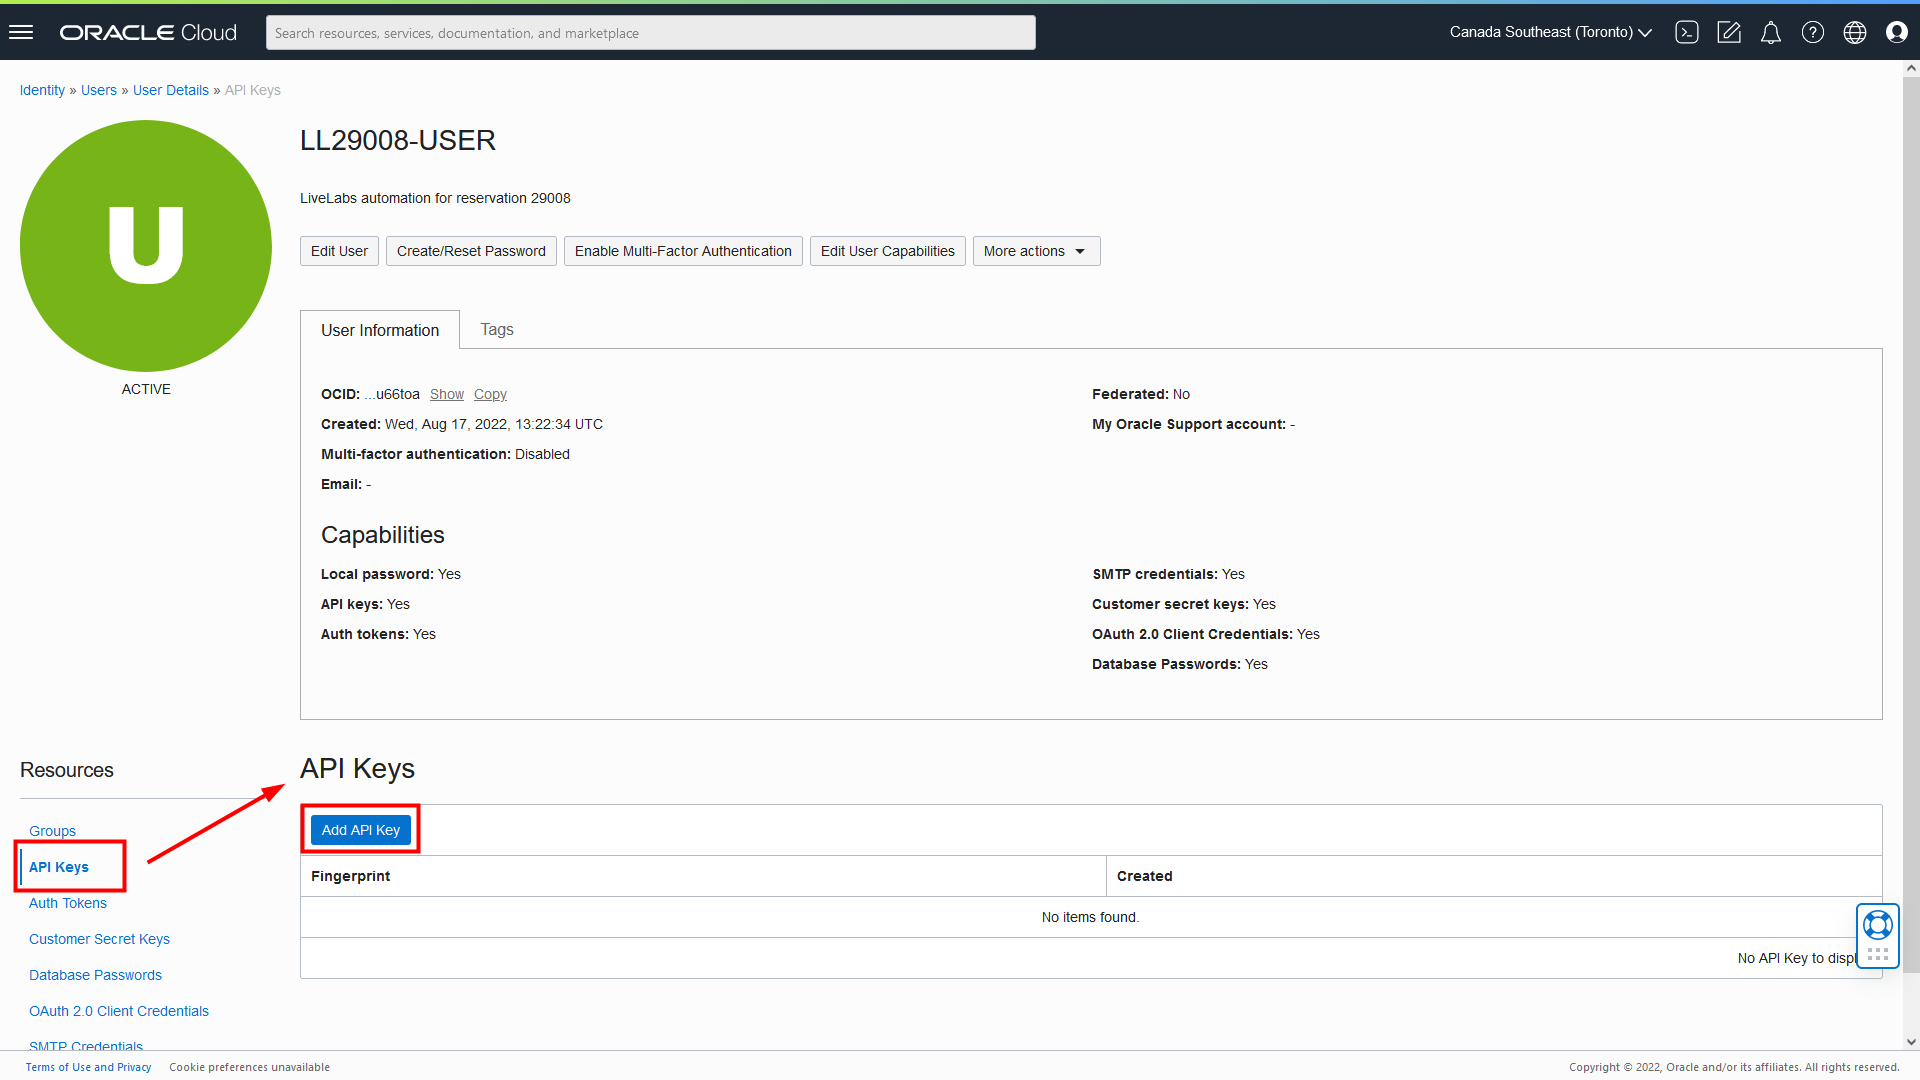 ORACLE Cloud
Search resources, services, documentation, and marketplace
Canada Southeast (Toronto)
Identity » Users » User Details » API Keys
U
ACTIVE
LL29008-USER
LiveLabs automation for reservation 29008
Edit User
Create/Reset Password
Enable Multi-Factor Authentication
Edit User Capabilities
More actions
User Information
Tags
OCID: ...u66toa Show Copy
Created: Wed, Aug 17, 2022, 13:22:34 UTC
Multi-factor authentication: Disabled
Email: -
Federated: No
My Oracle Support account: -
Capabilities
Local password: Yes
API keys: Yes
Auth tokens: Yes
SMTP credentials: Yes
Customer secret keys: Yes
OAuth 2.0 Client Credentials: Yes
Database Passwords: Yes
Resources
Groups
API Keys
Auth Tokens
Customer Secret Keys
Database Passwords
OAuth 2.0 Client Credentials
SMTP Credentials
API Keys
Add API Key
Fingerprint
Created
No items found.
No API Key to displ
Terms of Use and Privacy
Cookie preferences unavailable
Copyright © 2022, Oracle and/or its affiliates. All rights reserved.